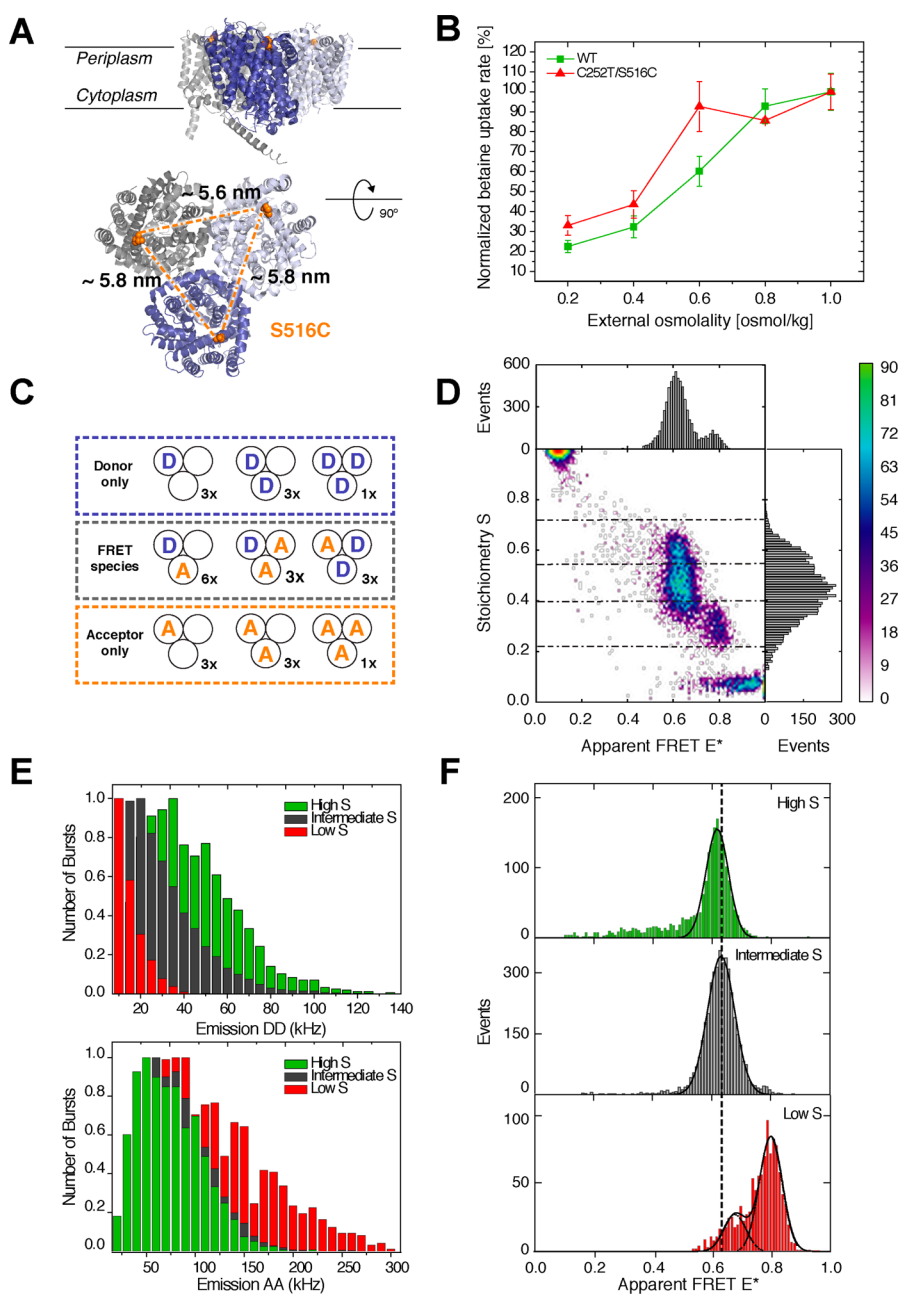 A
Periplasm
Cytoplasm
~ 5.6 nm
90°
~ 5.8 nm
~ 5.8 nm
S516C
B
Normalized betaine uptake rate [%]
120
110
100
90
80
70
60
50
40
30
20
10
WT
C252T/S516C
0.2 0.4 0.6 0.8 1.0
External osmolality [osmol/kg]
C
Donor
only
D 3x
D D 3x
D D D 1x
FRET
species
D A 6x
D A A 3x
A D D 3x
Acceptor
only
A 3x
A A 3x
A A A 1x
D
Events
600
300
0
Stoichiometry S
0.8
0.6
0.4
0.2
0.0
0.0 0.2 0.4 0.6 0.8
Apparent FRET E*
0 150 300
Events
90
81
72
63
54
45
36
27
18
9
0
E
Number of Bursts
1.0
0.8
0.6
0.4
0.2
0.0
High S
Intermediate S
Low S
20 40 60 80 100 120 140
Emission DD (kHz)
Number of Bursts
1.0
0.8
0.6
0.4
0.2
0.0
High S
Intermediate S
Low S
50 100 150 200 250 300
Emission AA (kHz)
F
200
100
0
High S
Events
300
150
0
Intermediate S
100
50
0
Low S
0.0 0.2 0.4 0.6 0.8 1.0
Apparent FRET E*